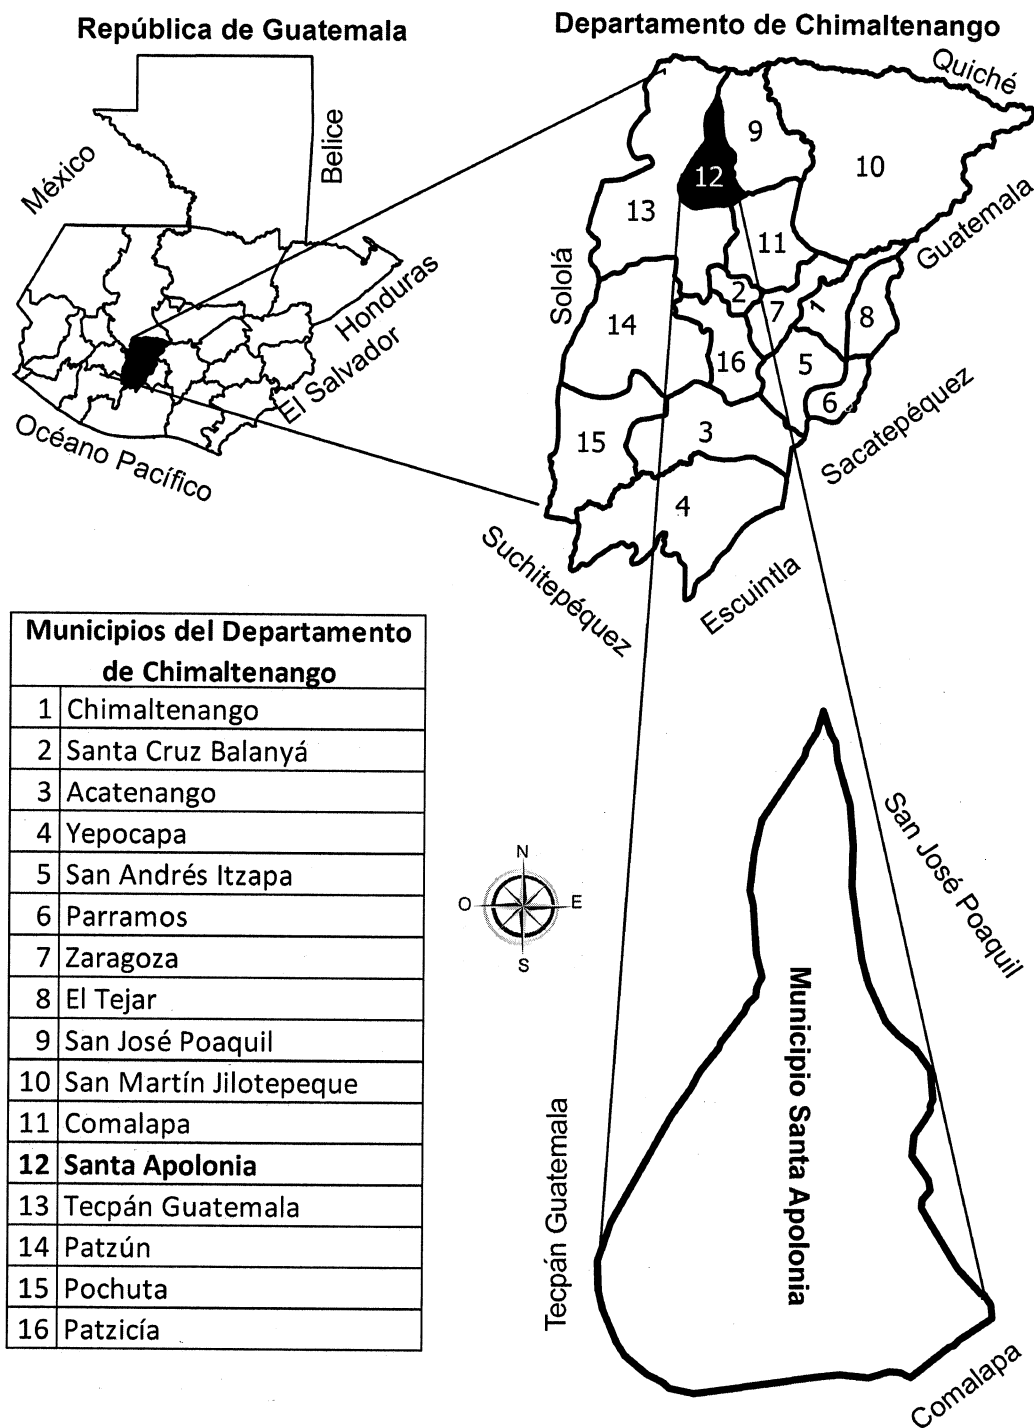 República de Guatemala
Departamento de Chimaltenango
México
Belice
Honduras
El Salvador
Océano Pacífico
Quiché
Guatemala
Sololá
Sacatepéquez
Suchitepéquez
Escuintla
9
10
12
13
11
2
7
1
8
14
16
5
6
15
3
4
Municipios del Departamento
de Chimaltenango
1 Chimaltenango
2 Santa Cruz Balanyá
3 Acatenango
4 Yepocapa
5 San Andrés Itzapa
6 Parramos
7 Zaragoza
8 El Tejar
9 San José Poaquil
10 San Martín Jilotepeque
11 Comalapa
12 Santa Apolonia
13 Tecpán Guatemala
14 Patzún
15 Pochuta
16 Patzicía
N
O
E
S
San José Poaquil
Municipio Santa Apolonia
Tecpán Guatemala
Comalapa